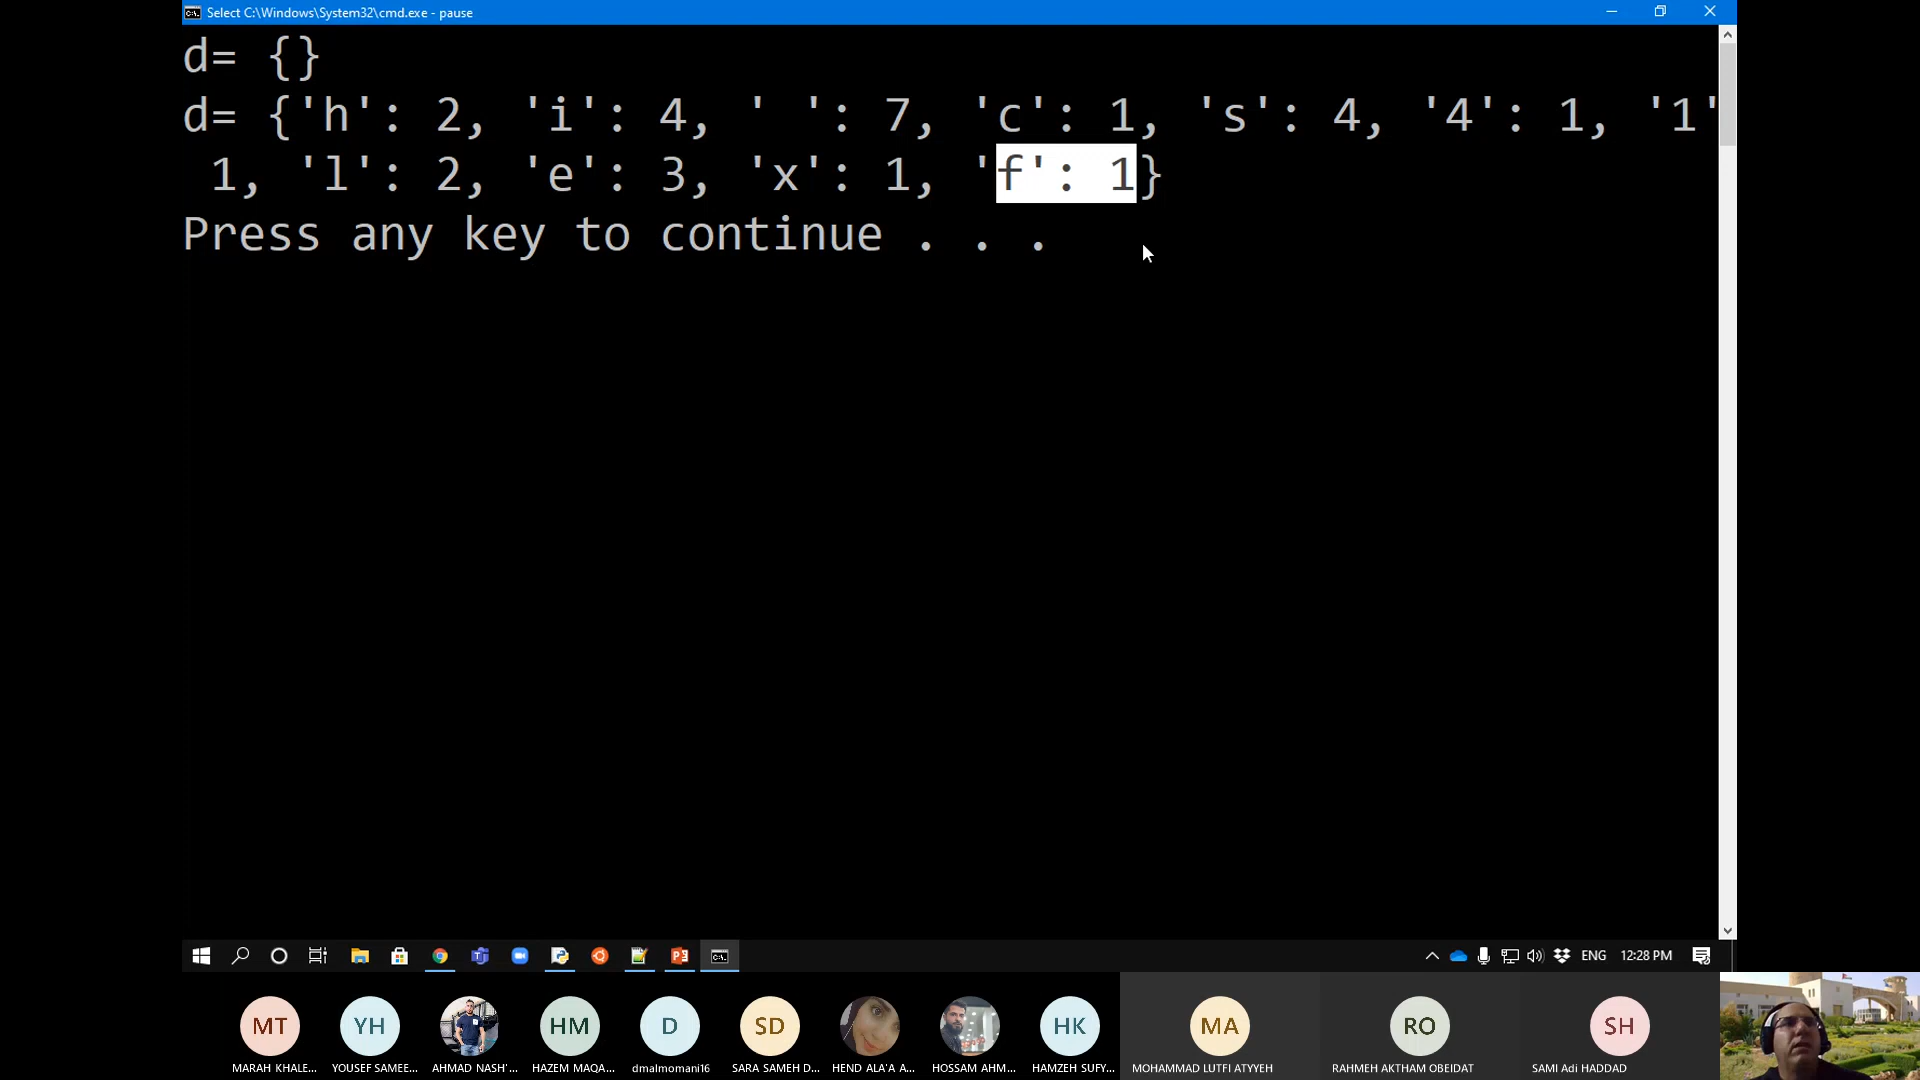 Select C:\Windows\System32\cmd.exe - pause
d= {}
d= {'h': 2, 'i': 4, ' ': 7, 'c': 1, 's': 4, '4': 1, '1'
 1, 'l': 2, 'e': 3, 'x': 1, 'f': 1}
Press any key to continue . . .
ENG 12:28 PM
MT YH HM D SD HK MA RO SH
MARAH KHALE... YOUSEF SAMEE... AHMAD NASH'... HAZEM MAQA... dmalmomani16 SARA SAMEH D... HEND ALA'A A... HOSSAM AHM... HAMZEH SUFY... MOHAMMAD LUTFI ATYYEH RAHMEH AKTHAM OBEIDAT SAMI Adi HADDAD